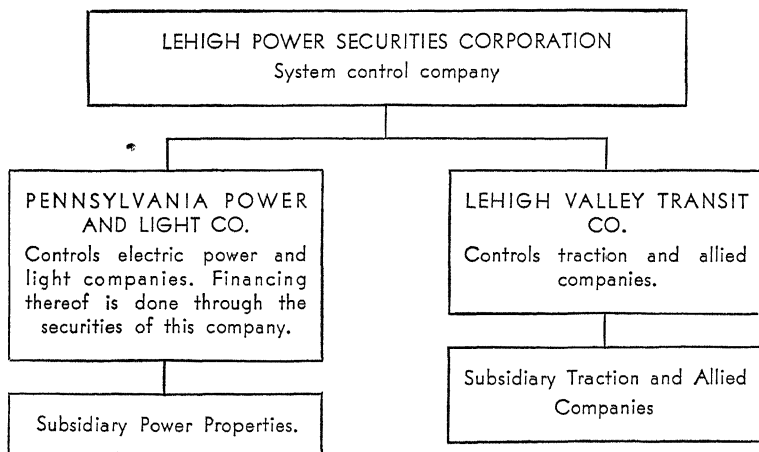 LEHIGH POWER SECURITIES CORPORATION
System control company
PENNSYLVANIA POWER
AND LIGHT CO.
Controls electric power and
light companies. Financing
thereof is done through the
securities of this company.
Subsidiary Power Properties.
LEHIGH VALLEY TRANSIT
CO.
Controls traction and allied
companies.
Subsidiary Traction and Allied
Companies